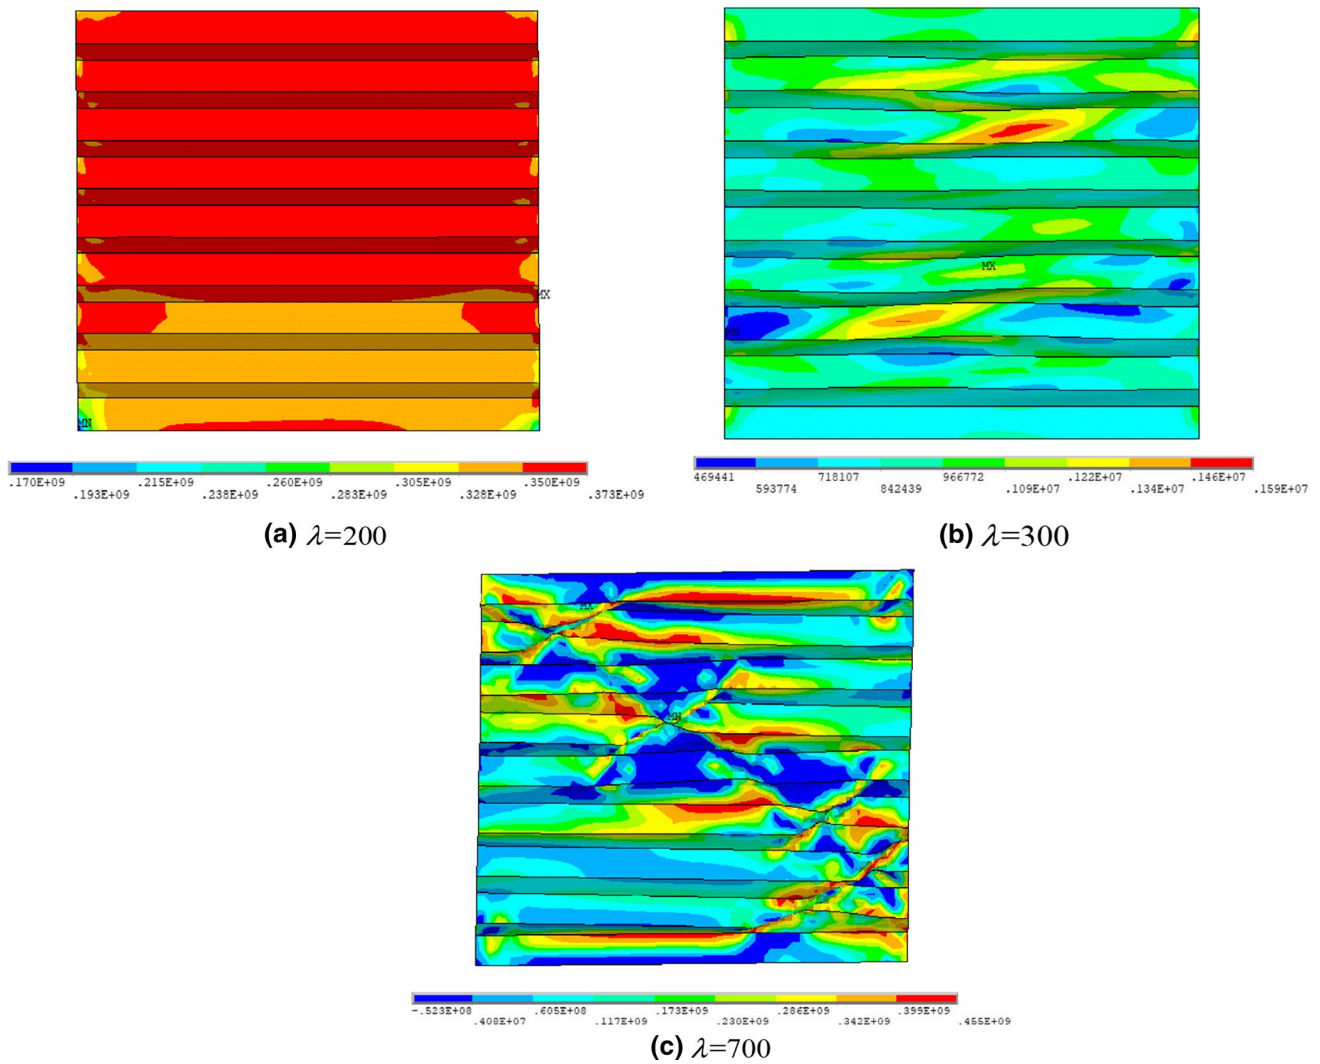 MX
MN
.170E+09 .215E+09 .260E+09 .305E+09 .350E+09
.193E+09 .238E+09 .283E+09 .328E+09 .373E+09
(a) λ=200
MX
MN
469441 718107 966772 .122E+07 .146E+07
593774 842439 .109E+07 .134E+07 .159E+07
(b) λ=300
MX
MN
-.523E+08 .605E+08 .173E+09 .286E+09 .399E+09
.408E+07 .117E+09 .230E+09 .342E+09 .455E+09
(c) λ=700